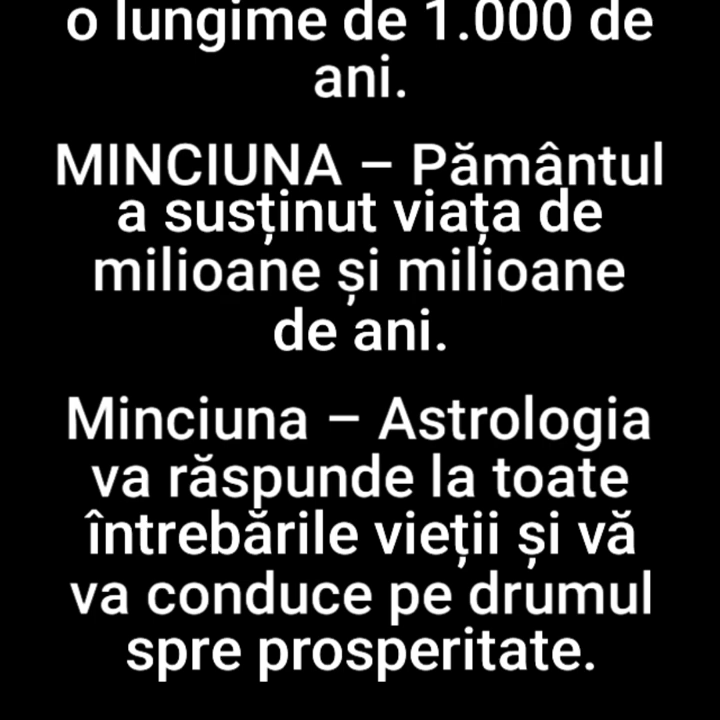 o lungime de 1.000 de
ani.
MINCIUNA – Pământul
a susținut viața de
milioane și milioane
de ani.
Minciuna – Astrologia
va răspunde la toate
întrebările vieții și vă
va conduce pe drumul
spre prosperitate.